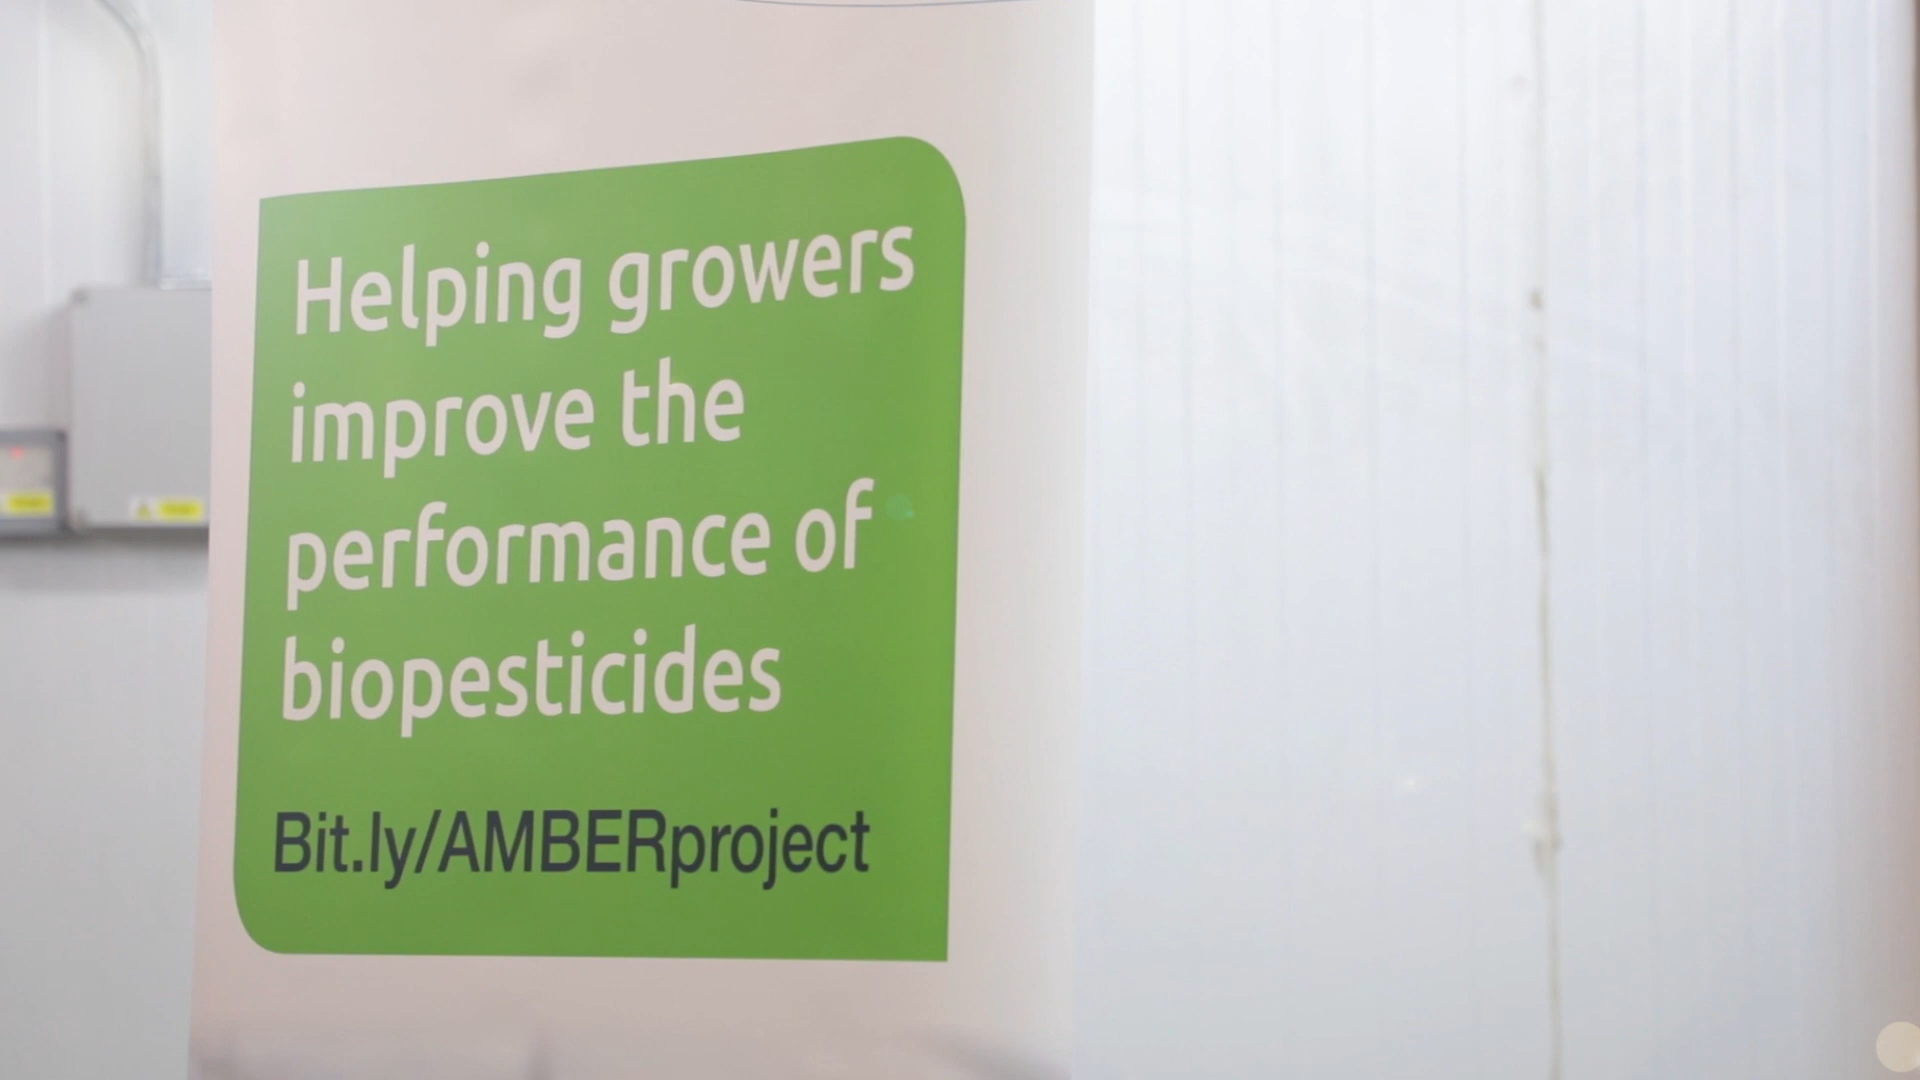 Helping growers
improve the
performance of
biopesticides
Bit.ly/AMBERproject